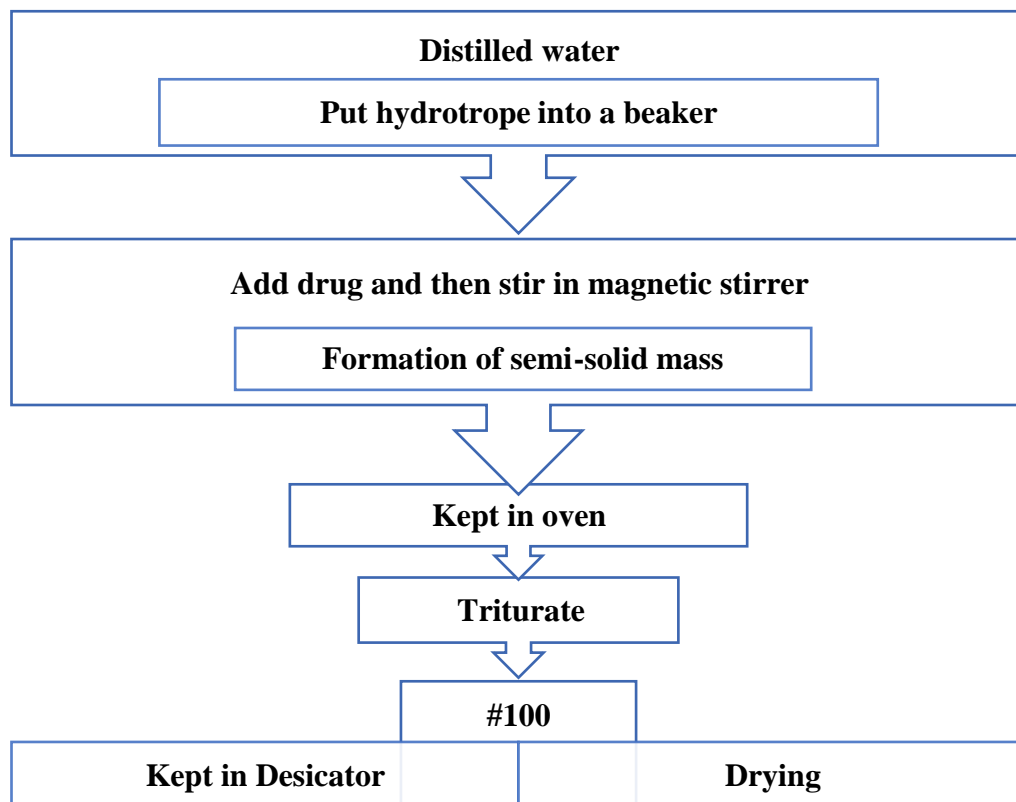 Distilled water
Put hydrotrope into a beaker
Add drug and then stir in magnetic stirrer
Formation of semi-solid mass
Kept in oven
Triturate
#100
Kept in Desicator
Drying